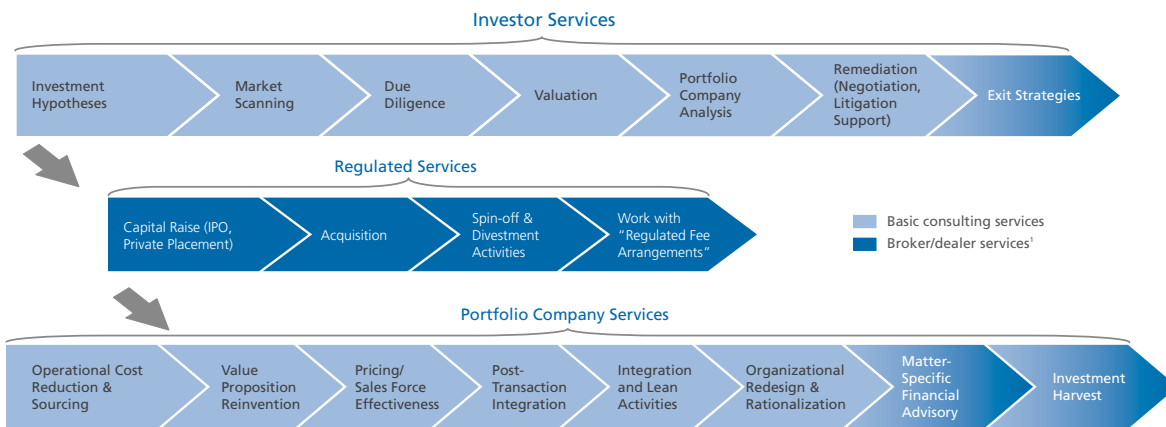 Investor Services
Investment
Hypotheses
Market
Scanning
Due
Diligence
Valuation
Portfolio
Company
Analysis
Remediation
(Negotiation,
Litigation
Support)
Exit Strategies
Regulated Services
Capital Raise (IPO,
Private Placement)
Acquisition
Spin-off &
Divestment
Activities
Work with
“Regulated Fee
Arrangements”
Basic consulting services
Broker/dealer services¹
Portfolio Company Services
Operational Cost
Reduction &
Sourcing
Value
Proposition
Reinvention
Pricing/
Sales Force
Effectiveness
Post-
Transaction
Integration
Integration
and Lean
Activities
Organizational
Redesign &
Rationalization
Matter-
Specific
Financial
Advisory
Investment
Harvest